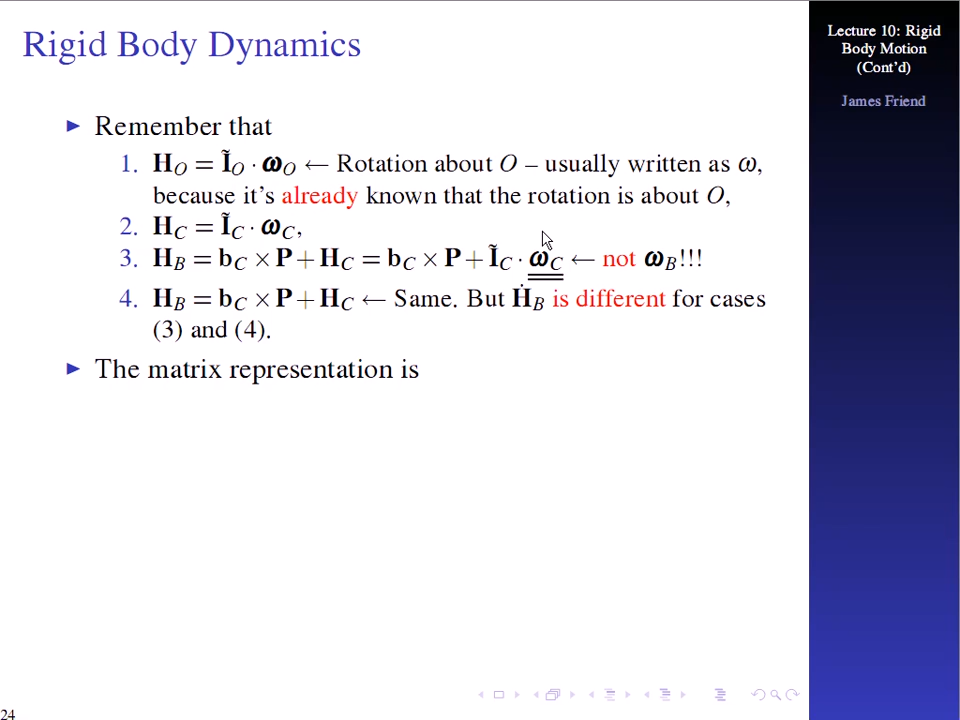 Rigid Body Dynamics
Lecture 10: Rigid
Body Motion
(Cont'd)
James Friend
▶ Remember that
1. H_O = Ĩ_O · ω_O ← Rotation about O – usually written as ω,
because it's already known that the rotation is about O,
2. H_C = Ĩ_C · ω_C,
3. H_B = b_C × P + H_C = b_C × P + Ĩ_C · ω_C ← not ω_B!!!
4. H_B = b_C × P + H_C ← Same. But Ḣ_B is different for cases
(3) and (4).
▶ The matrix representation is
24